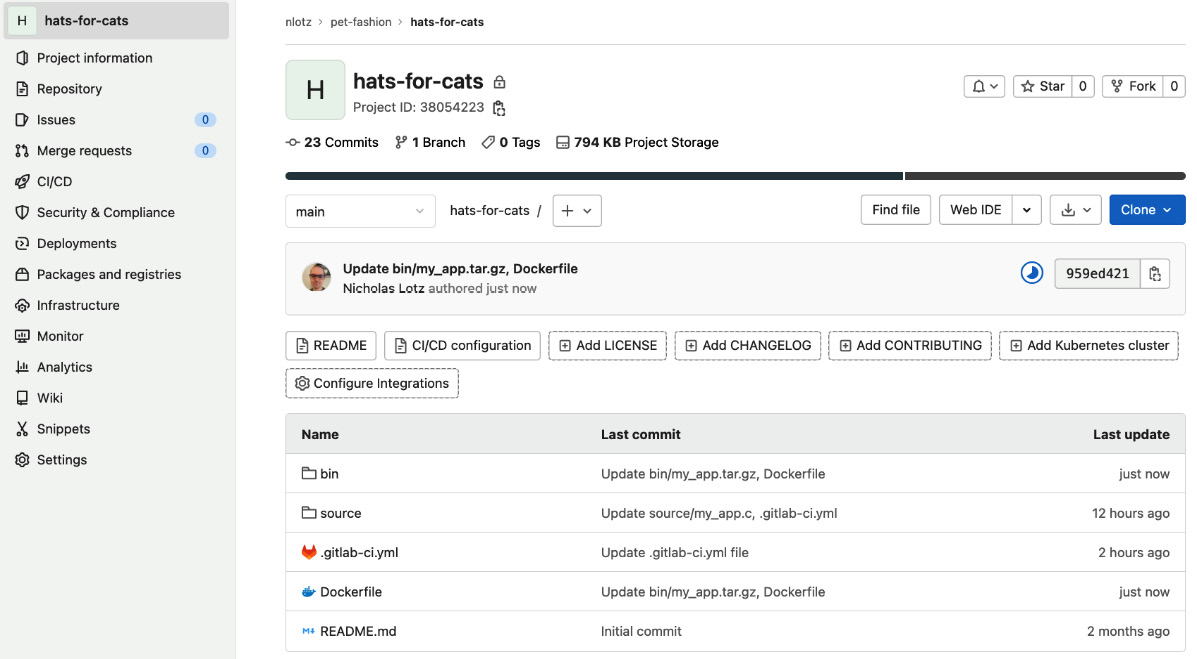 H hats-for-cats
Project information
Repository
Issues 0
Merge requests 0
CI/CD
Security & Compliance
Deployments
Packages and registries
Infrastructure
Monitor
Analytics
Wiki
Snippets
Settings
nlotz > pet-fashion > hats-for-cats
H
hats-for-cats
Project ID: 38054223
Star 0 Fork 0
23 Commits 1 Branch 0 Tags 794 KB Project Storage
main hats-for-cats / + Find file Web IDE Clone
Update bin/my_app.tar.gz, Dockerfile
Nicholas Lotz authored just now
959ed421
README CI/CD configuration Add LICENSE Add CHANGELOG Add CONTRIBUTING Add Kubernetes cluster
Configure Integrations
Name Last commit Last update
bin Update bin/my_app.tar.gz, Dockerfile just now
source Update source/my_app.c, .gitlab-ci.yml 12 hours ago
.gitlab-ci.yml Update .gitlab-ci.yml file 2 hours ago
Dockerfile Update bin/my_app.tar.gz, Dockerfile just now
README.md Initial commit 2 months ago